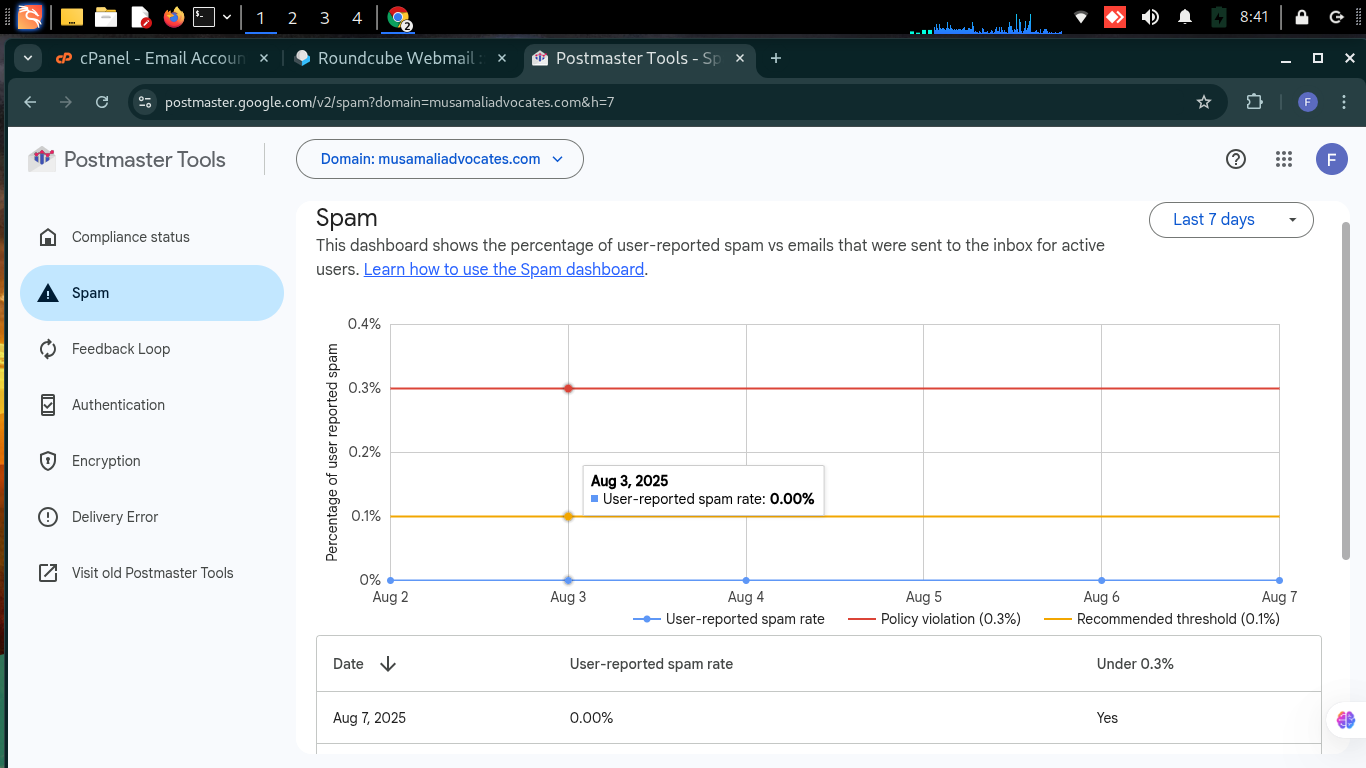 1 2 3 4 2 8:41
cPanel - Email Accoun
Roundcube Webmail :
Postmaster Tools - Sp
postmaster.google.com/v2/spam?domain=musamaliadvocates.com&h=7
F
Postmaster Tools
Domain: musamaliadvocates.com
F
Compliance status
Spam
Feedback Loop
Authentication
Encryption
Delivery Error
Visit old Postmaster Tools
Spam
Last 7 days
This dashboard shows the percentage of user-reported spam vs emails that were sent to the inbox for active
users. Learn how to use the Spam dashboard.
Percentage of user reported spam
0.4%
0.3%
0.2%
0.1%
0%
Aug 3, 2025
User-reported spam rate: 0.00%
Aug 2 Aug 3 Aug 4 Aug 5 Aug 6 Aug 7
User-reported spam rate Policy violation (0.3%) Recommended threshold (0.1%)
Date User-reported spam rate Under 0.3%
Aug 7, 2025 0.00% Yes